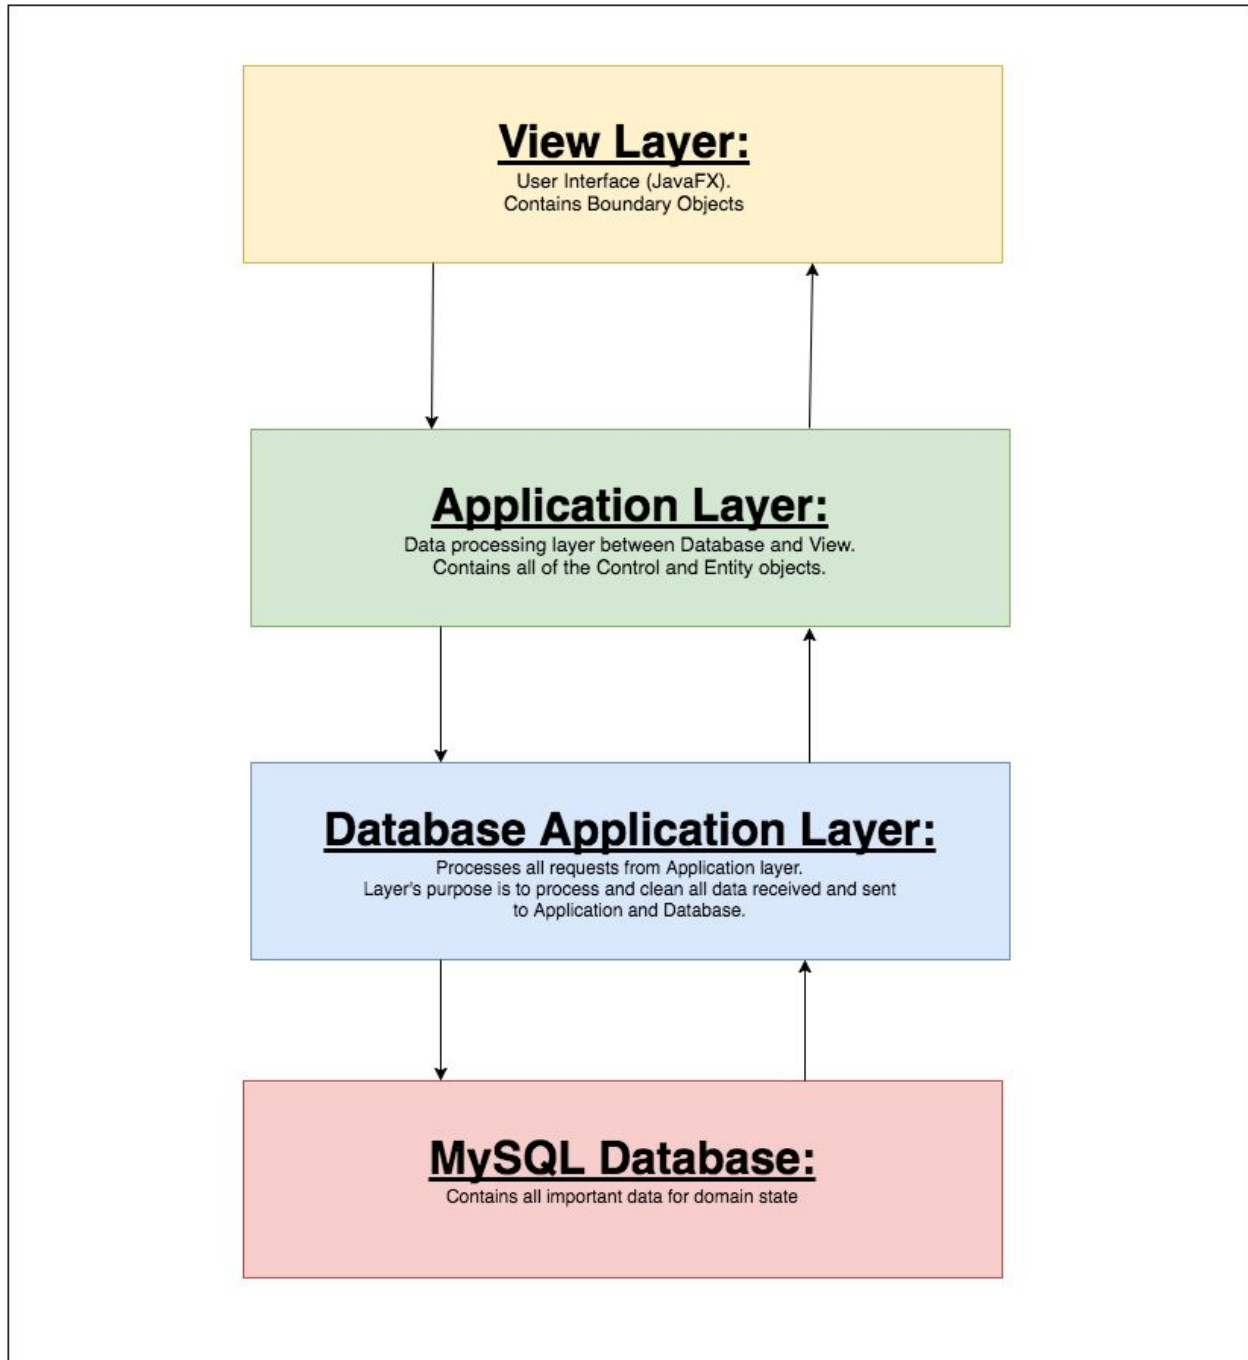 View Layer:
User Interface (JavaFX).
Contains Boundary Objects
Application Layer:
Data processing layer between Database and View.
Contains all of the Control and Entity objects.
Database Application Layer:
Processes all requests from Application layer.
Layer's purpose is to process and clean all data received and sent
to Application and Database.
MySQL Database:
Contains all important data for domain state